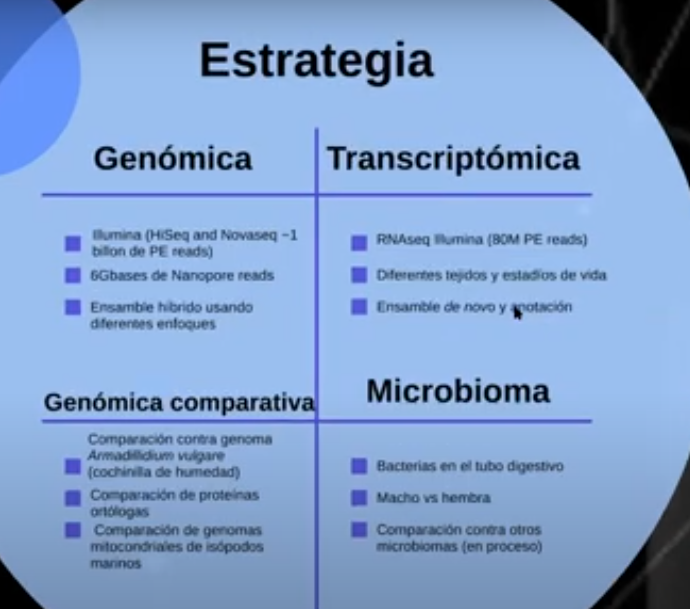 Estrategia
Genómica
Illumina (HiSeq and Novaseq ~1
billon de PE reads)
6Gbases de Nanopore reads
Ensamble híbrido usando
diferentes enfoques
Transcriptómica
RNAseq Illumina (80M PE reads)
Diferentes tejidos y estadíos de vida
Ensamble de novo y anotación
Genómica comparativa
Comparación contra genoma
Armadillidium vulgare
(cochinilla de humedad)
Comparación de proteínas
ortólogas
Comparación de genomas
mitocondriales de isópodos
marinos
Microbioma
Bacterias en el tubo digestivo
Macho vs hembra
Comparación contra otros
microbiomas (en proceso)